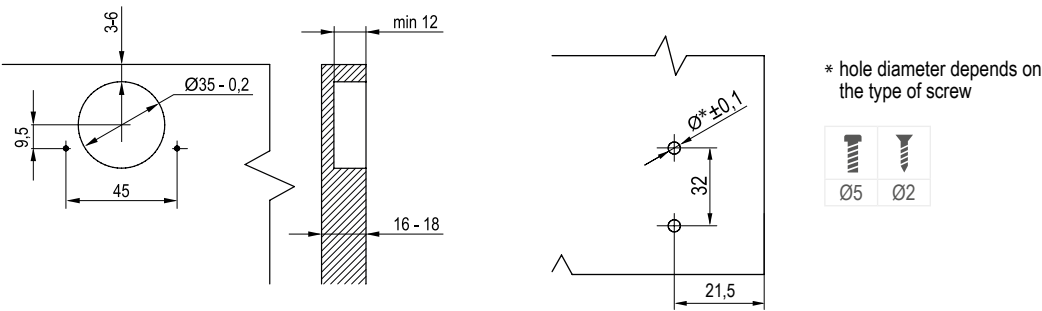 3-6
min 12
Ø35 - 0,2
9,5
45
16 - 18
Ø*±0,1
32
21,5
* hole diameter depends on
the type of screw
Ø5 Ø2